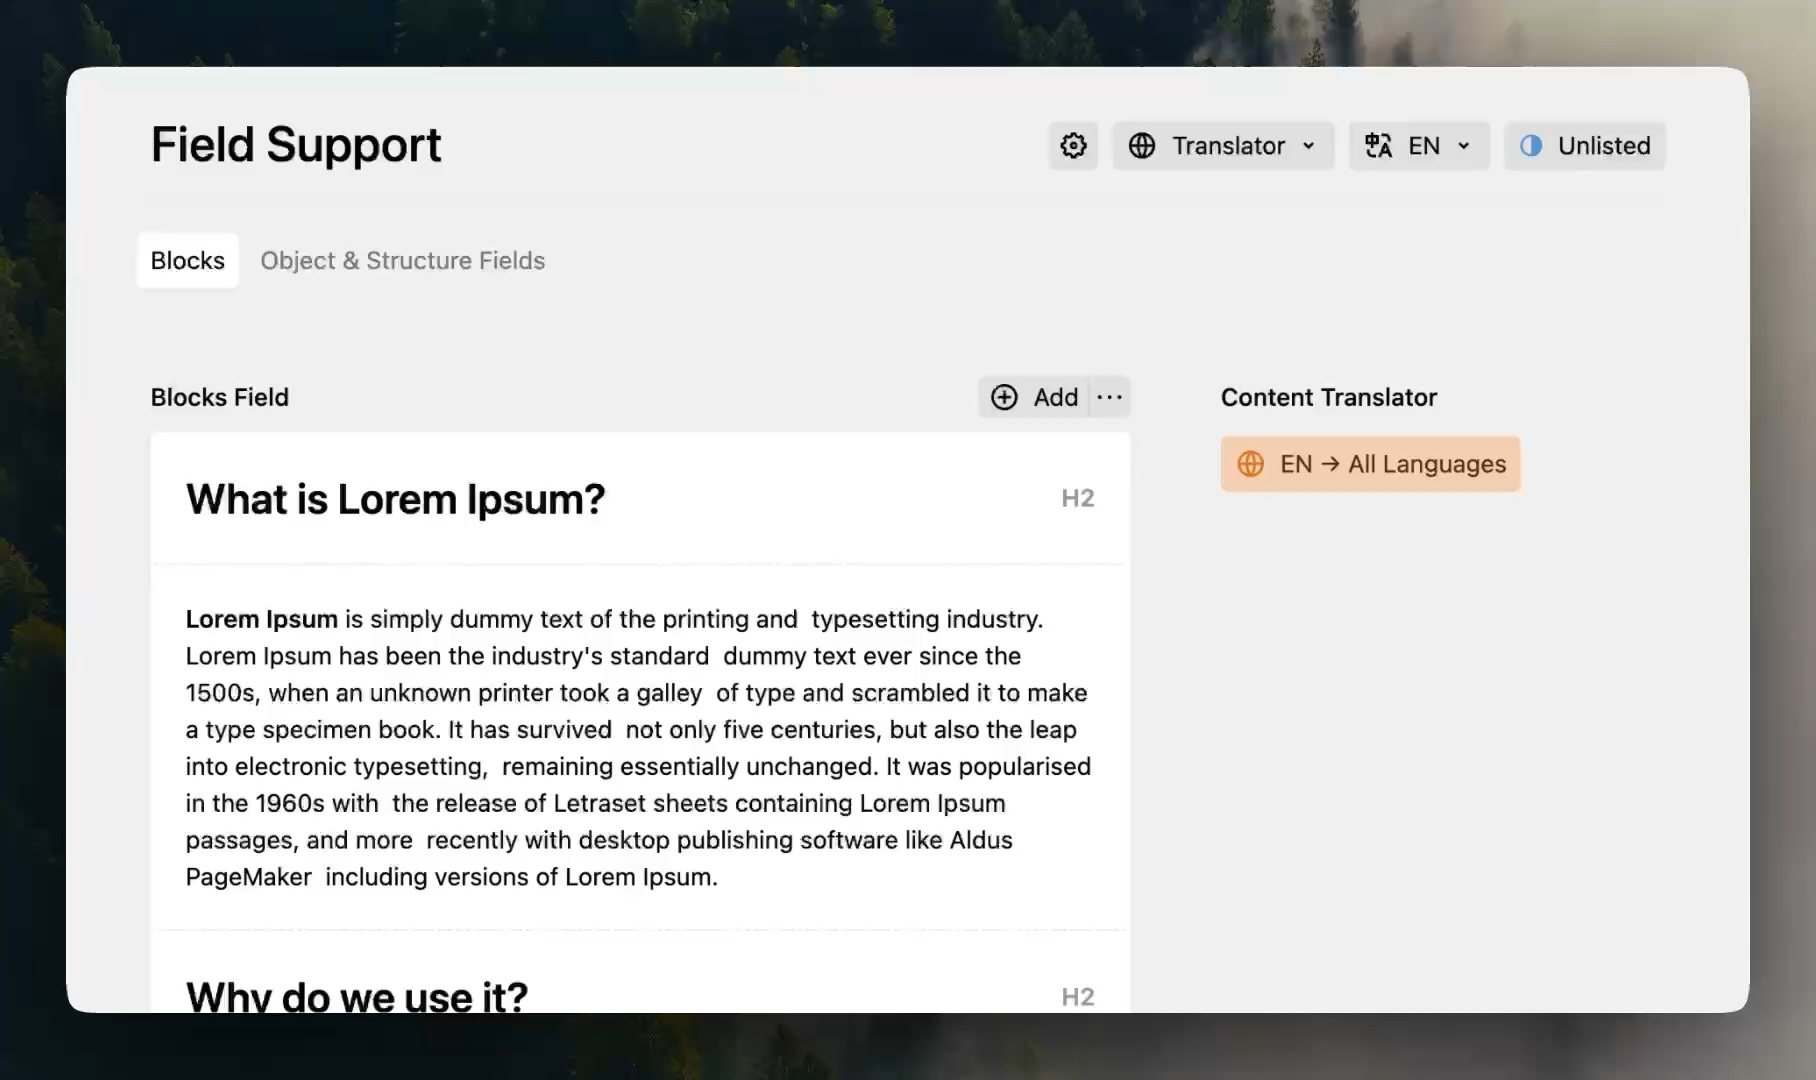 Field Support
Translator
EN
Unlisted
Blocks
Object & Structure Fields
Blocks Field
Add
Content Translator
EN → All Languages
What is Lorem Ipsum?
H2
Lorem Ipsum is simply dummy text of the printing and  typesetting industry.
Lorem Ipsum has been the industry's standard  dummy text ever since the
1500s, when an unknown printer took a galley  of type and scrambled it to make
a type specimen book. It has survived  not only five centuries, but also the leap
into electronic typesetting,  remaining essentially unchanged. It was popularised
in the 1960s with  the release of Letraset sheets containing Lorem Ipsum
passages, and more  recently with desktop publishing software like Aldus
PageMaker  including versions of Lorem Ipsum.
Why do we use it?
H2